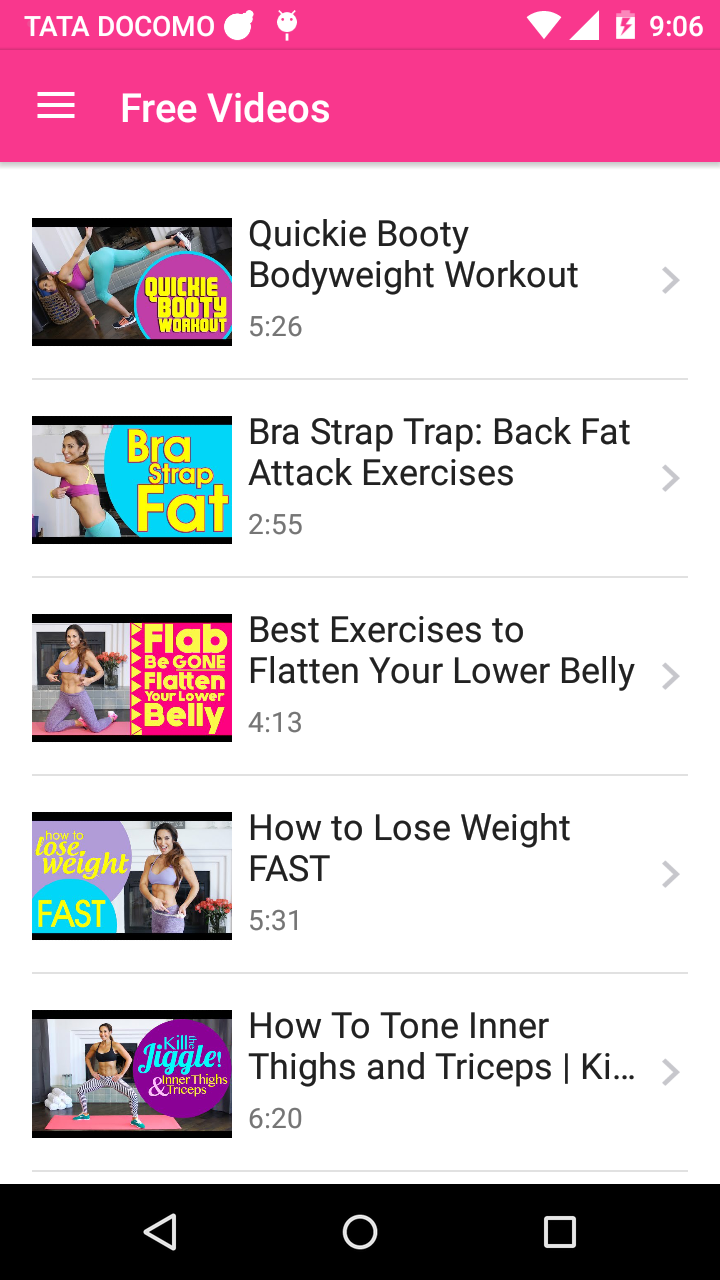 TATA DOCOMO 9:06
Free Videos
QUICKIE
BOOTY
WORKOUT
Quickie Booty
Bodyweight Workout
5:26
Bra
Strap
Fat
Bra Strap Trap: Back Fat
Attack Exercises
2:55
Flab
Be GONE
Flatten
Your Lower
Belly
Best Exercises to
Flatten Your Lower Belly
4:13
how to
lose
weight
FAST
How to Lose Weight
FAST
5:31
Kill the
Jiggle!
Inner Thighs
& Triceps
How To Tone Inner
Thighs and Triceps | Ki...
6:20